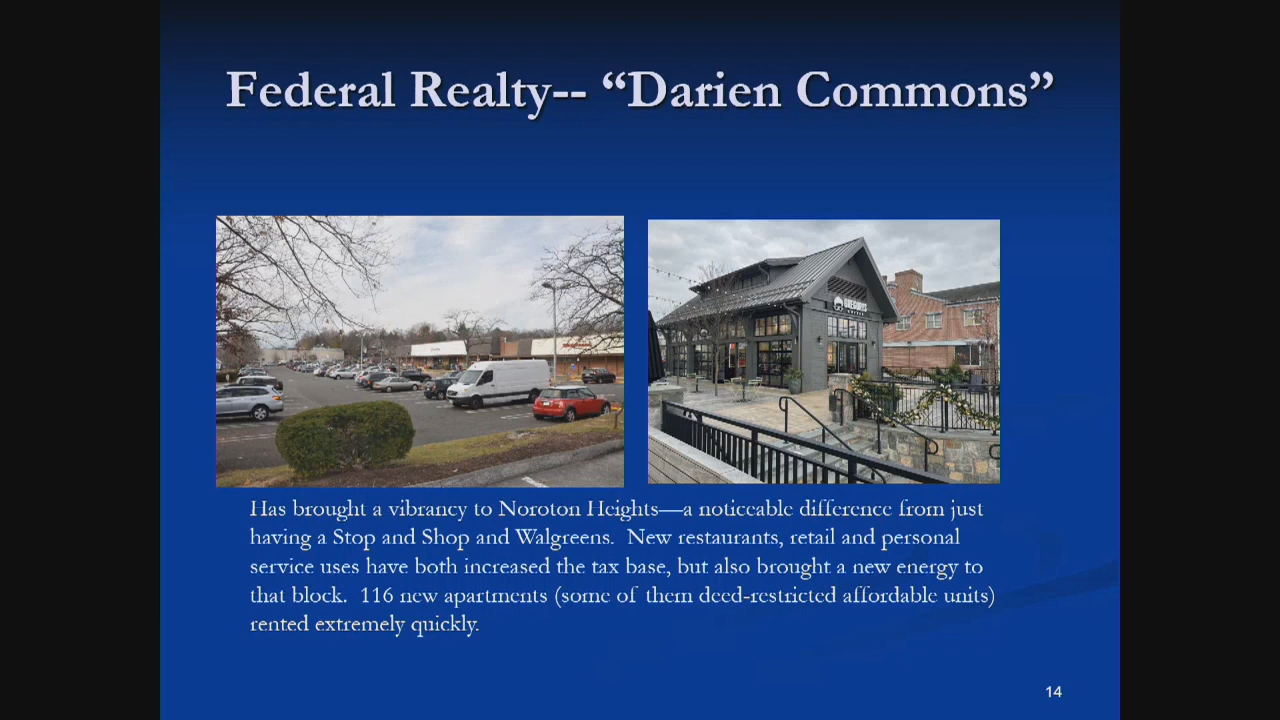 Federal Realty-- “Darien Commons”
GREGORYS
COFFEE
Has brought a vibrancy to Noroton Heights—a noticeable difference from just
having a Stop and Shop and Walgreens.  New restaurants, retail and personal
service uses have both increased the tax base, but also brought a new energy to
that block.  116 new apartments (some of them deed-restricted affordable units)
rented extremely quickly.
14